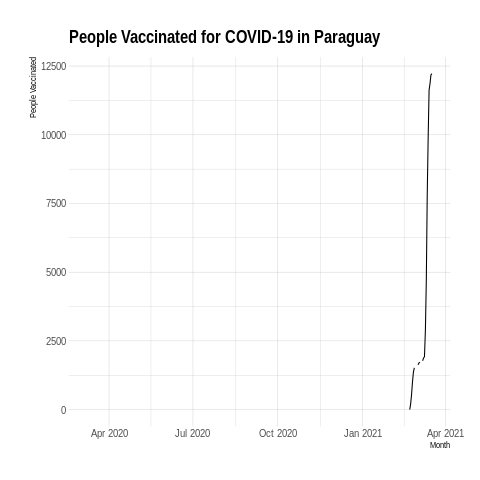 People Vaccinated for COVID-19 in Paraguay
People Vaccinated
12500
10000
7500
5000
2500
0
Apr 2020 Jul 2020 Oct 2020 Jan 2021 Apr 2021
Month